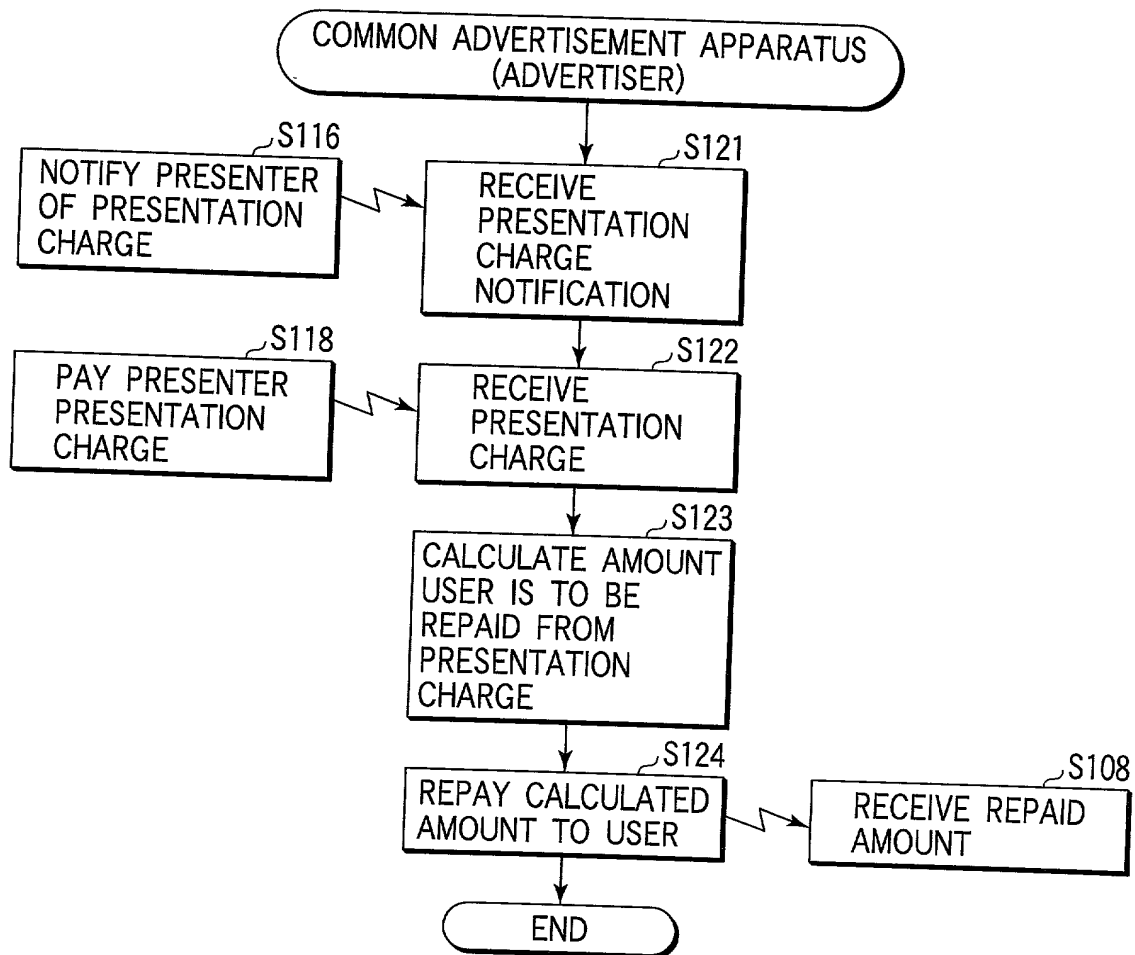 COMMON ADVERTISEMENT APPARATUS
(ADVERTISER)
S116
NOTIFY PRESENTER
OF PRESENTATION
CHARGE
S121
RECEIVE
PRESENTATION
CHARGE
NOTIFICATION
S118
PAY PRESENTER
PRESENTATION
CHARGE
S122
RECEIVE
PRESENTATION
CHARGE
S123
CALCULATE AMOUNT
USER IS TO BE
REPAID FROM
PRESENTATION
CHARGE
S124
REPAY CALCULATED
AMOUNT TO USER
S108
RECEIVE REPAID
AMOUNT
END